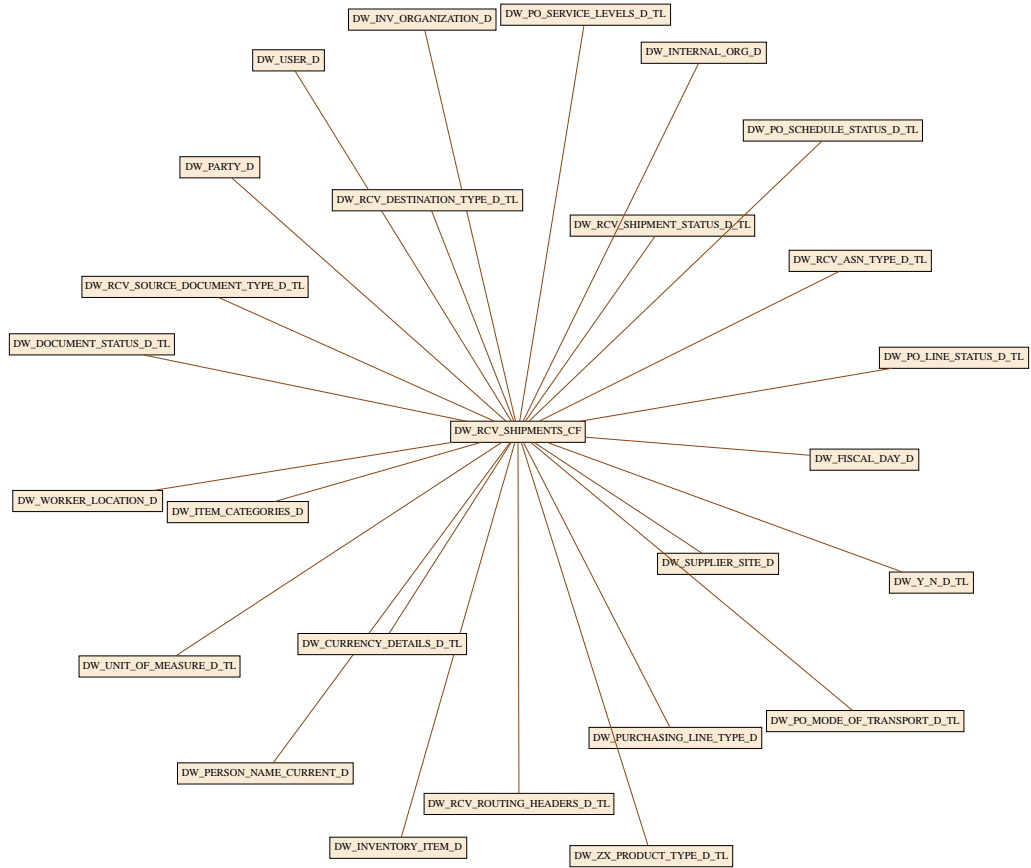 DW_PO_SERVICE_LEVELS_D_TL
DW_INV_ORGANIZATION_D
DW_INTERNAL_ORG_D
DW_USER_D
DW_PO_SCHEDULE_STATUS_D_TL
DW_PARTY_D
DW_RCV_DESTINATION_TYPE_D_TL
DW_RCV_SHIPMENT_STATUS_D_TL
DW_RCV_ASN_TYPE_D_TL
DW_RCV_SOURCE_DOCUMENT_TYPE_D_TL
DW_DOCUMENT_STATUS_D_TL
DW_PO_LINE_STATUS_D_TL
DW_RCV_SHIPMENTS_CF
DW_FISCAL_DAY_D
DW_WORKER_LOCATION_D
DW_ITEM_CATEGORIES_D
DW_SUPPLIER_SITE_D
DW_Y_N_D_TL
DW_CURRENCY_DETAILS_D_TL
DW_UNIT_OF_MEASURE_D_TL
DW_PO_MODE_OF_TRANSPORT_D_TL
DW_PURCHASING_LINE_TYPE_D
DW_PERSON_NAME_CURRENT_D
DW_RCV_ROUTING_HEADERS_D_TL
DW_INVENTORY_ITEM_D
DW_ZX_PRODUCT_TYPE_D_TL